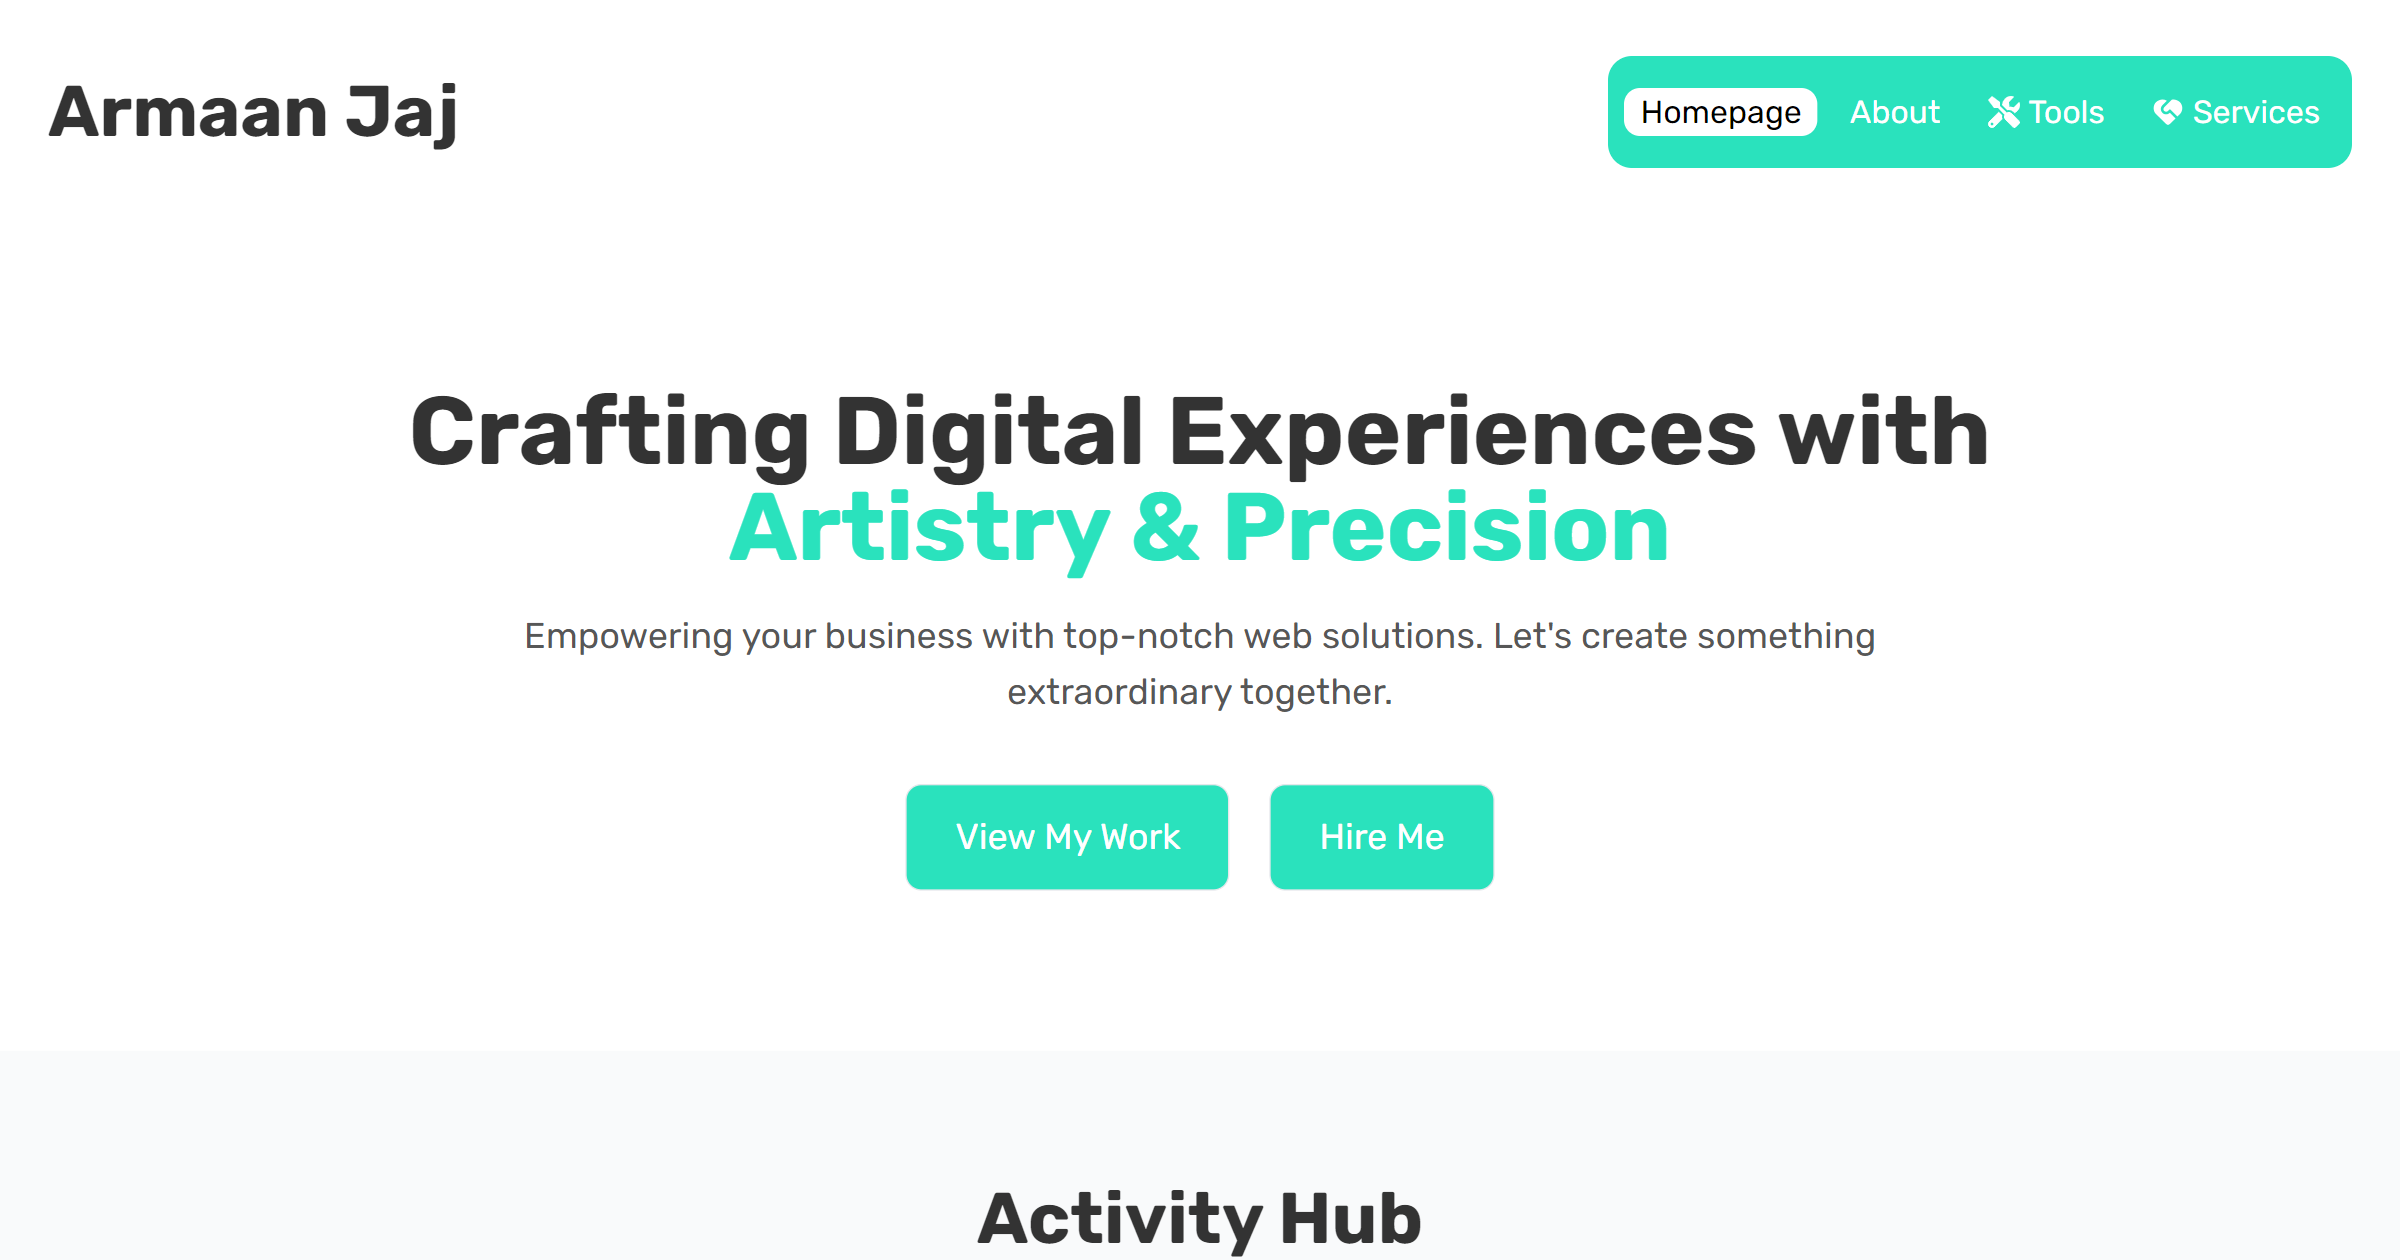 Armaan Jaj
Homepage About Tools Services
Crafting Digital Experiences with
Artistry & Precision
Empowering your business with top-notch web solutions. Let's create something
extraordinary together.
View My Work Hire Me
Activity Hub